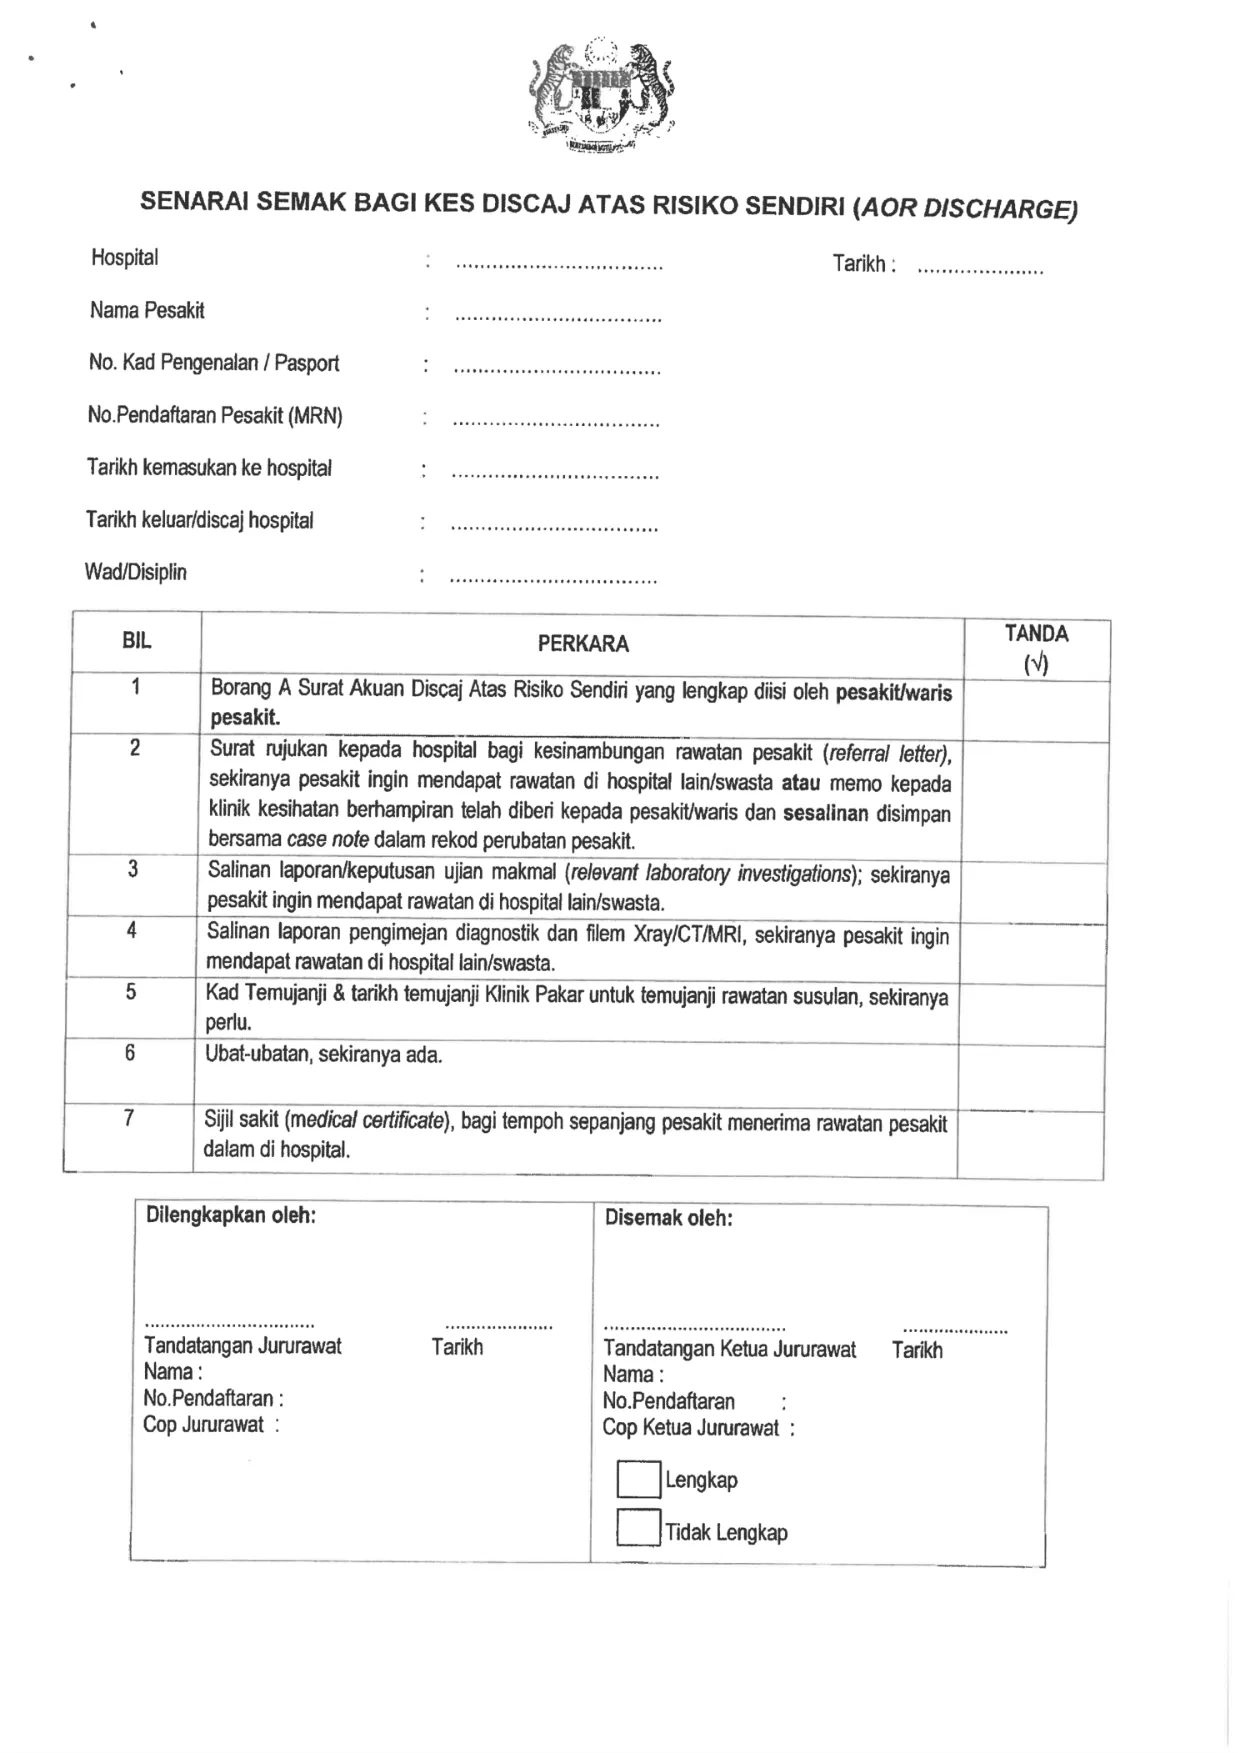 SENARAI SEMAK BAGI KES DISCAJ ATAS RISIKO SENDIRI (AOR DISCHARGE)
Hospital : .................................. Tarikh : .....................
Nama Pesakit : ..................................
No. Kad Pengenalan / Pasport : ..................................
No.Pendaftaran Pesakit (MRN) : ..................................
Tarikh kemasukan ke hospital : ..................................
Tarikh keluar/discaj hospital : ..................................
Wad/Disiplin : ..................................
BIL PERKARA TANDA
(√)
1 Borang A Surat Akuan Discaj Atas Risiko Sendiri yang lengkap diisi oleh pesakit/waris
pesakit.
2 Surat rujukan kepada hospital bagi kesinambungan rawatan pesakit (referral letter),
sekiranya pesakit ingin mendapat rawatan di hospital lain/swasta atau memo kepada
klinik kesihatan berhampiran telah diberi kepada pesakit/waris dan sesalinan disimpan
bersama case note dalam rekod perubatan pesakit.
3 Salinan laporan/keputusan ujian makmal (relevant laboratory investigations); sekiranya
pesakit ingin mendapat rawatan di hospital lain/swasta.
4 Salinan laporan pengimejan diagnostik dan filem Xray/CT/MRI, sekiranya pesakit ingin
mendapat rawatan di hospital lain/swasta.
5 Kad Temujanji & tarikh temujanji Klinik Pakar untuk temujanji rawatan susulan, sekiranya
perlu.
6 Ubat-ubatan, sekiranya ada.
7 Sijil sakit (medical certificate), bagi tempoh sepanjang pesakit menerima rawatan pesakit
dalam di hospital.
Dilengkapkan oleh:
................................ ....................
Tandatangan Jururawat Tarikh
Nama :
No.Pendaftaran :
Cop Jururawat :
Disemak oleh:
.................................. ....................
Tandatangan Ketua Jururawat Tarikh
Nama :
No.Pendaftaran :
Cop Ketua Jururawat :
Lengkap
Tidak Lengkap